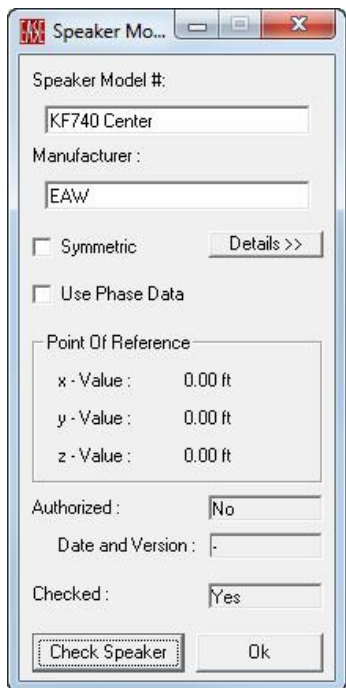 EASE Speaker Mo...
Speaker Model #:
KF740 Center
Manufacturer :
EAW
Symmetric
Details >>
Use Phase Data
Point Of Reference
x - Value : 0.00 ft
y - Value : 0.00 ft
z - Value : 0.00 ft
Authorized : No
Date and Version : -
Checked : Yes
Check Speaker Ok